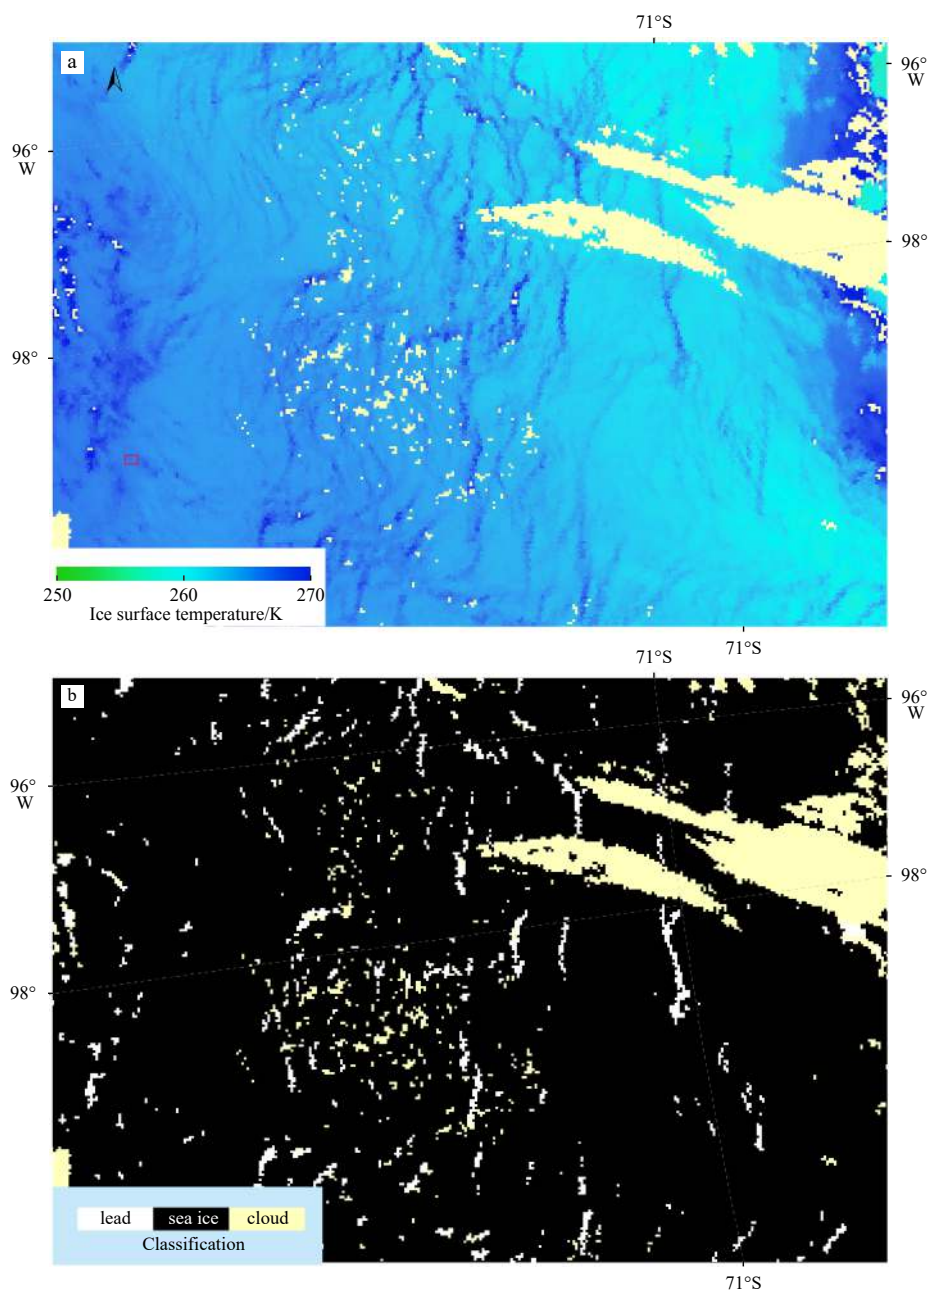 71°S
a
96°
W
96°
W
98°
98°
250
260
270
Ice surface temperature/K
71°S
71°S
b
96°
W
96°
W
98°
98°
lead
sea ice
cloud
Classification
71°S